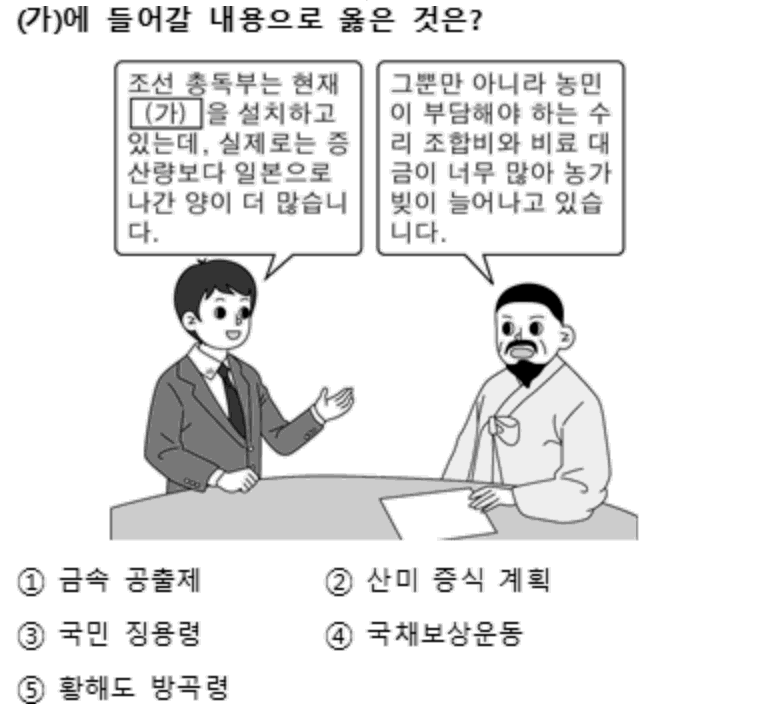 (가)에 들어갈 내용으로 옳은 것은?
조선 총독부는 현재
(가)을 설치하고
있는데, 실제로는 증
산량보다 일본으로
나간 양이 더 많습니
다.
그뿐만 아니라 농민
이 부담해야 하는 수
리 조합비와 비료 대
금이 너무 많아 농가
빚이 늘어나고 있습
니다.
① 금속 공출제
② 산미 증식 계획
③ 국민 징용령
④ 국채보상운동
⑤ 황해도 방곡령